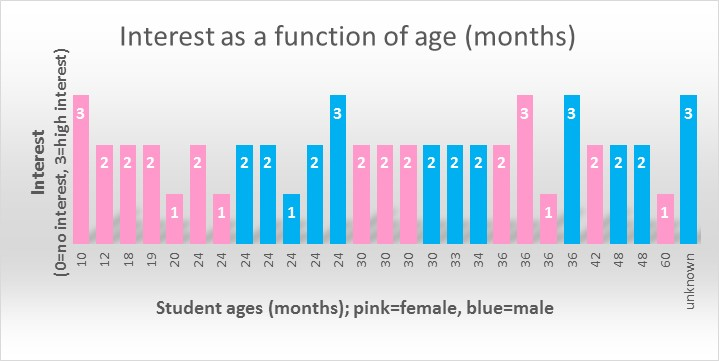 Interest as a function of age (months)
Interest
(0=no interest, 3=high interest)
3 2 2 2 1 2 1 2 2 1 2 3 2 2 2 2 2 2 2 3 1 3 2 2 2 1 3
10 12 18 19 20 24 24 24 24 24 24 24 30 30 30 30 33 34 36 36 36 36 42 48 48 60 unknown
Student ages (months); pink=female, blue=male